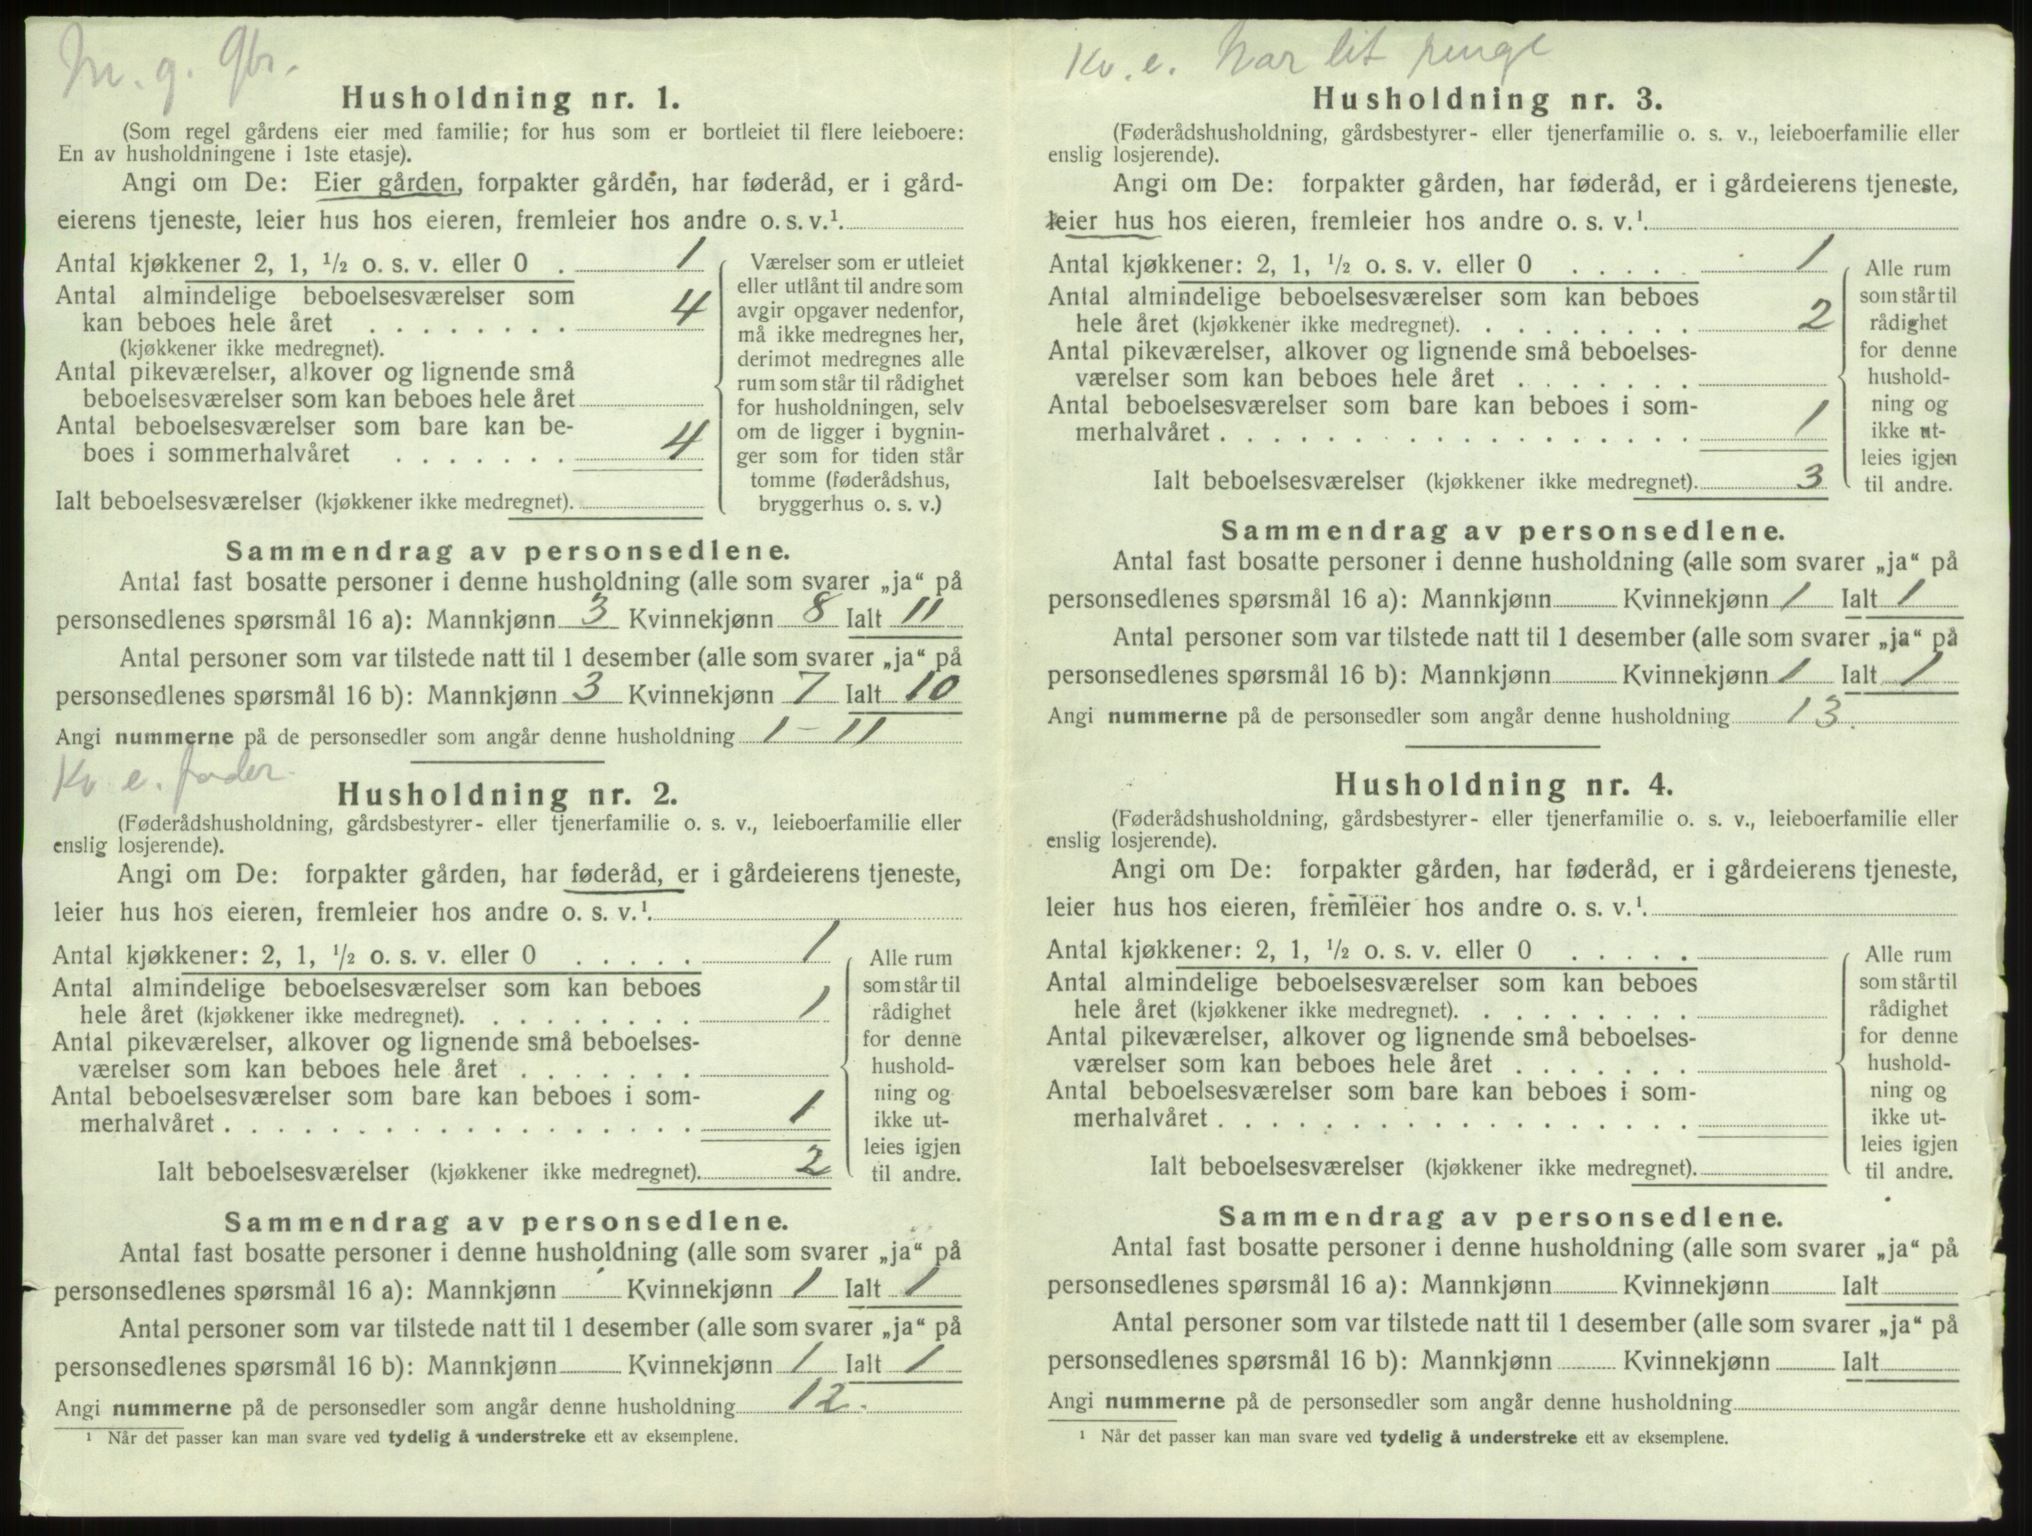 M. g. gbr.
Husholdning nr. 1.
(Som regel gårdens eier med familie; for hus som er bortleiet til flere leieboere:
En av husholdningene i 1ste etasje).
Angi om De: Eier gården, forpakter gården, har føderåd, er i gård-
eierens tjeneste, leier hus hos eieren, fremleier hos andre o. s. v.¹.
Antal kjøkkener 2, 1, ½ o. s. v. eller 0 . 1
Antal almindelige beboelsesværelser som
kan beboes hele året . . . . . . . . 4
(kjøkkener ikke medregnet).
Antal pikeværelser, alkover og lignende små
beboelsesværelser som kan beboes hele året
Antal beboelsesværelser som bare kan be-
boes i sommerhalvåret . . . . . . . 4
Ialt beboelsesværelser (kjøkkener ikke medregnet).
Værelser som er utleiet
eller utlånt til andre som
avgir opgaver nedenfor,
må ikke medregnes her,
derimot medregnes alle
rum som står til rådighet
for husholdningen, selv
om de ligger i bygnin-
ger som for tiden står
tomme (føderådshus,
bryggerhus o. s. v.)
Sammendrag av personsedlene.
Antal fast bosatte personer i denne husholdning (alle som svarer „ja“ på
personsedlenes spørsmål 16 a): Mannkjønn 3 Kvinnekjønn 8 Ialt 11
Antal personer som var tilstede natt til 1 desember (alle som svarer „ja“ på
personsedlenes spørsmål 16 b): Mannkjønn 3 Kvinnekjønn 7 Ialt 10
Angi nummerne på de personsedler som angår denne husholdning 1 - 11
Kv e. føder.
Husholdning nr. 2.
(Føderådshusholdning, gårdsbestyrer- eller tjenerfamilie o. s. v., leieboerfamilie eller
enslig losjerende).
Angi om De: forpakter gården, har føderåd, er i gårdeierens tjeneste,
leier hus hos eieren, fremleier hos andre o. s. v.¹.
Antal kjøkkener: 2, 1, ½ o. s. v. eller 0 . . . . . 1
Antal almindelige beboelsesværelser som kan beboes
hele året (kjøkkener ikke medregnet). . . . . . . . . 1
Antal pikeværelser, alkover og lignende små beboelses-
værelser som kan beboes hele året . . . . . . .
Antal beboelsesværelser som bare kan beboes i som-
merhalvåret . . . . . . . . . . . . . . . . . . 1
Ialt beboelsesværelser (kjøkkener ikke medregnet). 2
Alle rum
som står til
rådighet
for denne
hushold-
ning og
ikke ut-
leies igjen
til andre.
Sammendrag av personsedlene.
Antal fast bosatte personer i denne husholdning (alle som svarer „ja“ på
personsedlenes spørsmål 16 a): Mannkjønn Kvinnekjønn 1 Ialt 1
Antal personer som var tilstede natt til 1 desember (alle som svarer „ja“ på
personsedlenes spørsmål 16 b): Mannkjønn Kvinnekjønn 1 Ialt 1
Angi nummerne på de personsedler som angår denne husholdning 12.
¹ Når det passer kan man svare ved tydelig å understreke ett av eksemplene.
Kv. e. har lit penge
Husholdning nr. 3.
(Føderådshusholdning, gårdsbestyrer- eller tjenerfamilie o. s. v., leieboerfamilie eller
enslig losjerende).
Angi om De: forpakter gården, har føderåd, er i gårdeierens tjeneste,
leier hus hos eieren, fremleier hos andre o. s. v.¹.
Antal kjøkkener: 2, 1, ½ o. s. v. eller 0 . . . . . 1
Antal almindelige beboelsesværelser som kan beboes
hele året (kjøkkener ikke medregnet). . . . . . . . . 2
Antal pikeværelser, alkover og lignende små beboelses-
værelser som kan beboes hele året . . . . . . .
Antal beboelsesværelser som bare kan beboes i som-
merhalvåret . . . . . . . . . . . . . . . . . . 1
Ialt beboelsesværelser (kjøkkener ikke medregnet). 3
Alle rum
som står til
rådighet
for denne
hushold-
ning og
ikke ut-
leies igjen
til andre.
Sammendrag av personsedlene.
Antal fast bosatte personer i denne husholdning (alle som svarer „ja“ på
personsedlenes spørsmål 16 a): Mannkjønn Kvinnekjønn 1 Ialt 1
Antal personer som var tilstede natt til 1 desember (alle som svarer „ja“ på
personsedlenes spørsmål 16 b): Mannkjønn Kvinnekjønn 1 Ialt 1
Angi nummerne på de personsedler som angår denne husholdning 13.
Husholdning nr. 4.
(Føderådshusholdning, gårdsbestyrer- eller tjenerfamilie o. s. v., leieboerfamilie eller
enslig losjerende).
Angi om De: forpakter gården, har føderåd, er i gårdeierens tjeneste,
leier hus hos eieren, fremleier hos andre o. s. v.¹.
Antal kjøkkener: 2, 1, ½ o. s. v. eller 0 . . . . .
Antal almindelige beboelsesværelser som kan beboes
hele året (kjøkkener ikke medregnet). . . . . . . . .
Antal pikeværelser, alkover og lignende små beboelses-
værelser som kan beboes hele året . . . . . . .
Antal beboelsesværelser som bare kan beboes i som-
merhalvåret . . . . . . . . . . . . . . . . . .
Ialt beboelsesværelser (kjøkkener ikke medregnet).
Alle rum
som står til
rådighet
for denne
hushold-
ning og
ikke ut-
leies igjen
til andre.
Sammendrag av personsedlene.
Antal fast bosatte personer i denne husholdning (alle som svarer „ja“ på
personsedlenes spørsmål 16 a): Mannkjønn Kvinnekjønn Ialt
Antal personer som var tilstede natt til 1 desember (alle som svarer „ja“ på
personsedlenes spørsmål 16 b): Mannkjønn Kvinnekjønn Ialt
Angi nummerne på de personsedler som angår denne husholdning
¹ Når det passer kan man svare ved tydelig å understreke ett av eksemplene.